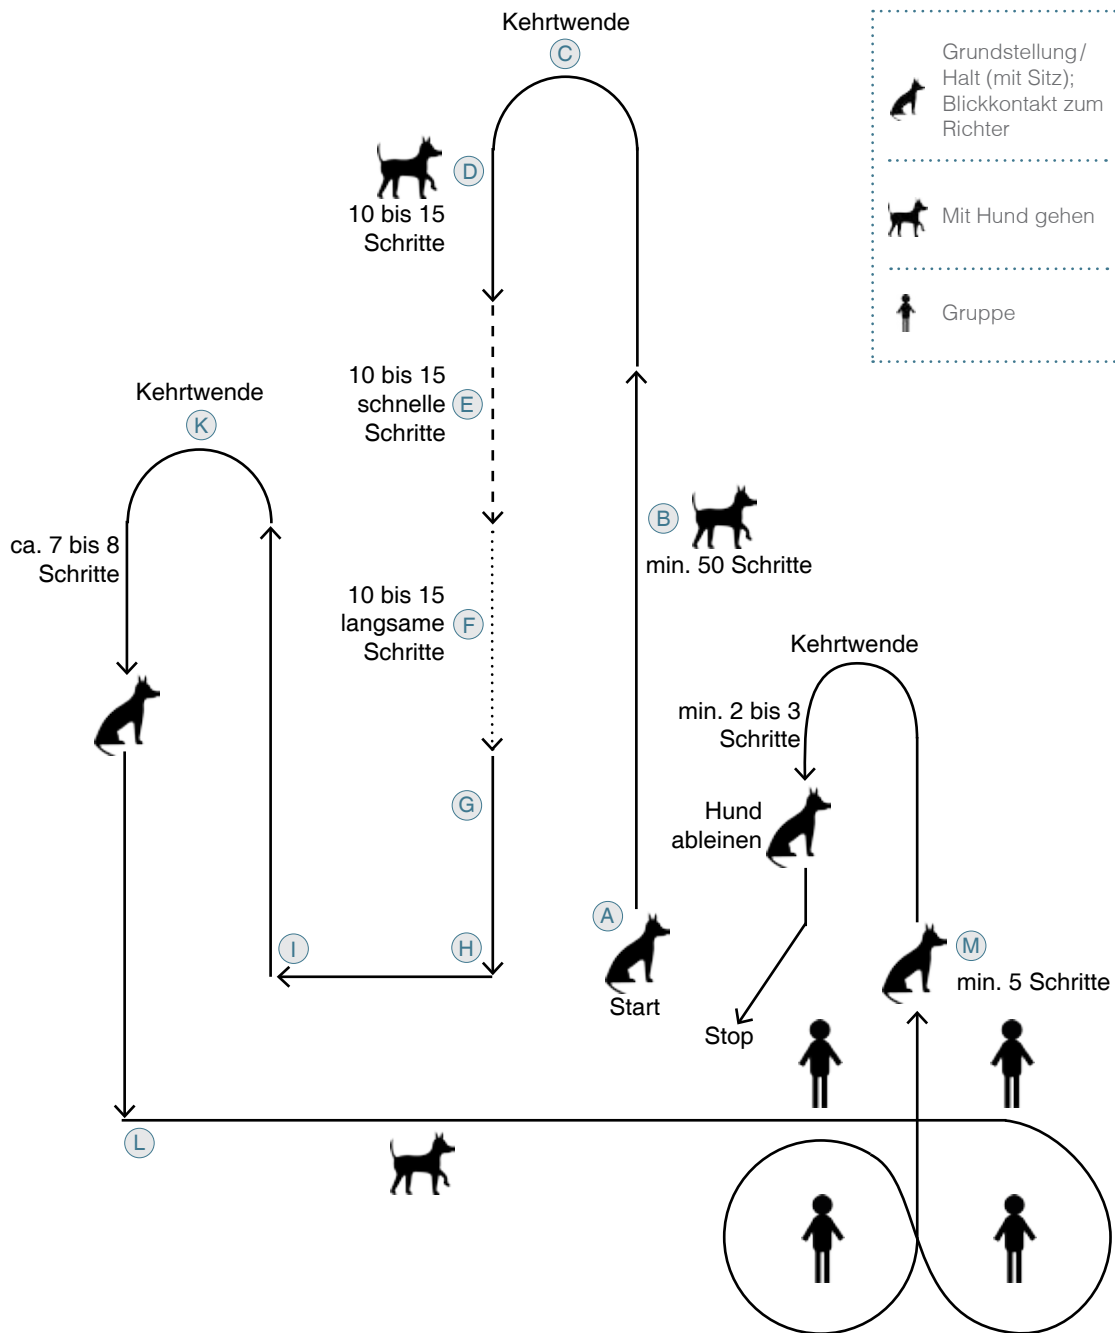 Kehrtwende
C
Grundstellung/
Halt (mit Sitz);
Blickkontakt zum
Richter
Mit Hund gehen
Gruppe
D
10 bis 15
Schritte
10 bis 15
schnelle
Schritte
E
Kehrtwende
K
B
min. 50 Schritte
ca. 7 bis 8
Schritte
10 bis 15
langsame
Schritte
F
Kehrtwende
min. 2 bis 3
Schritte
G
Hund
ableinen
A
Start
I
H
M
min. 5 Schritte
Stop
L